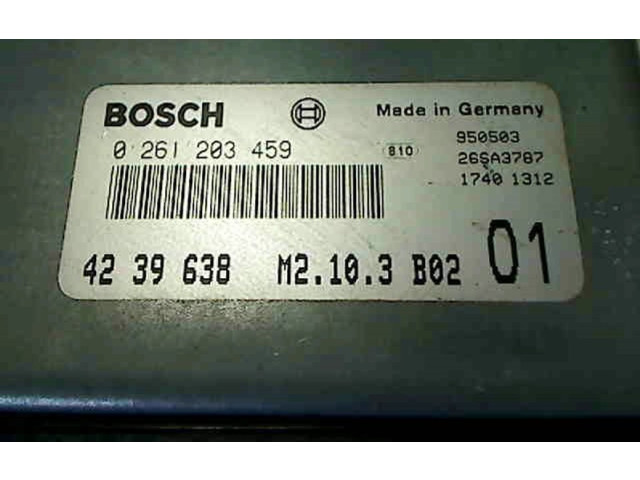 BOSCH Made in Germany
0 261 203 459 810 950503
26SA3787
1740 1312
42 39 638 M2.10.3 B02 01